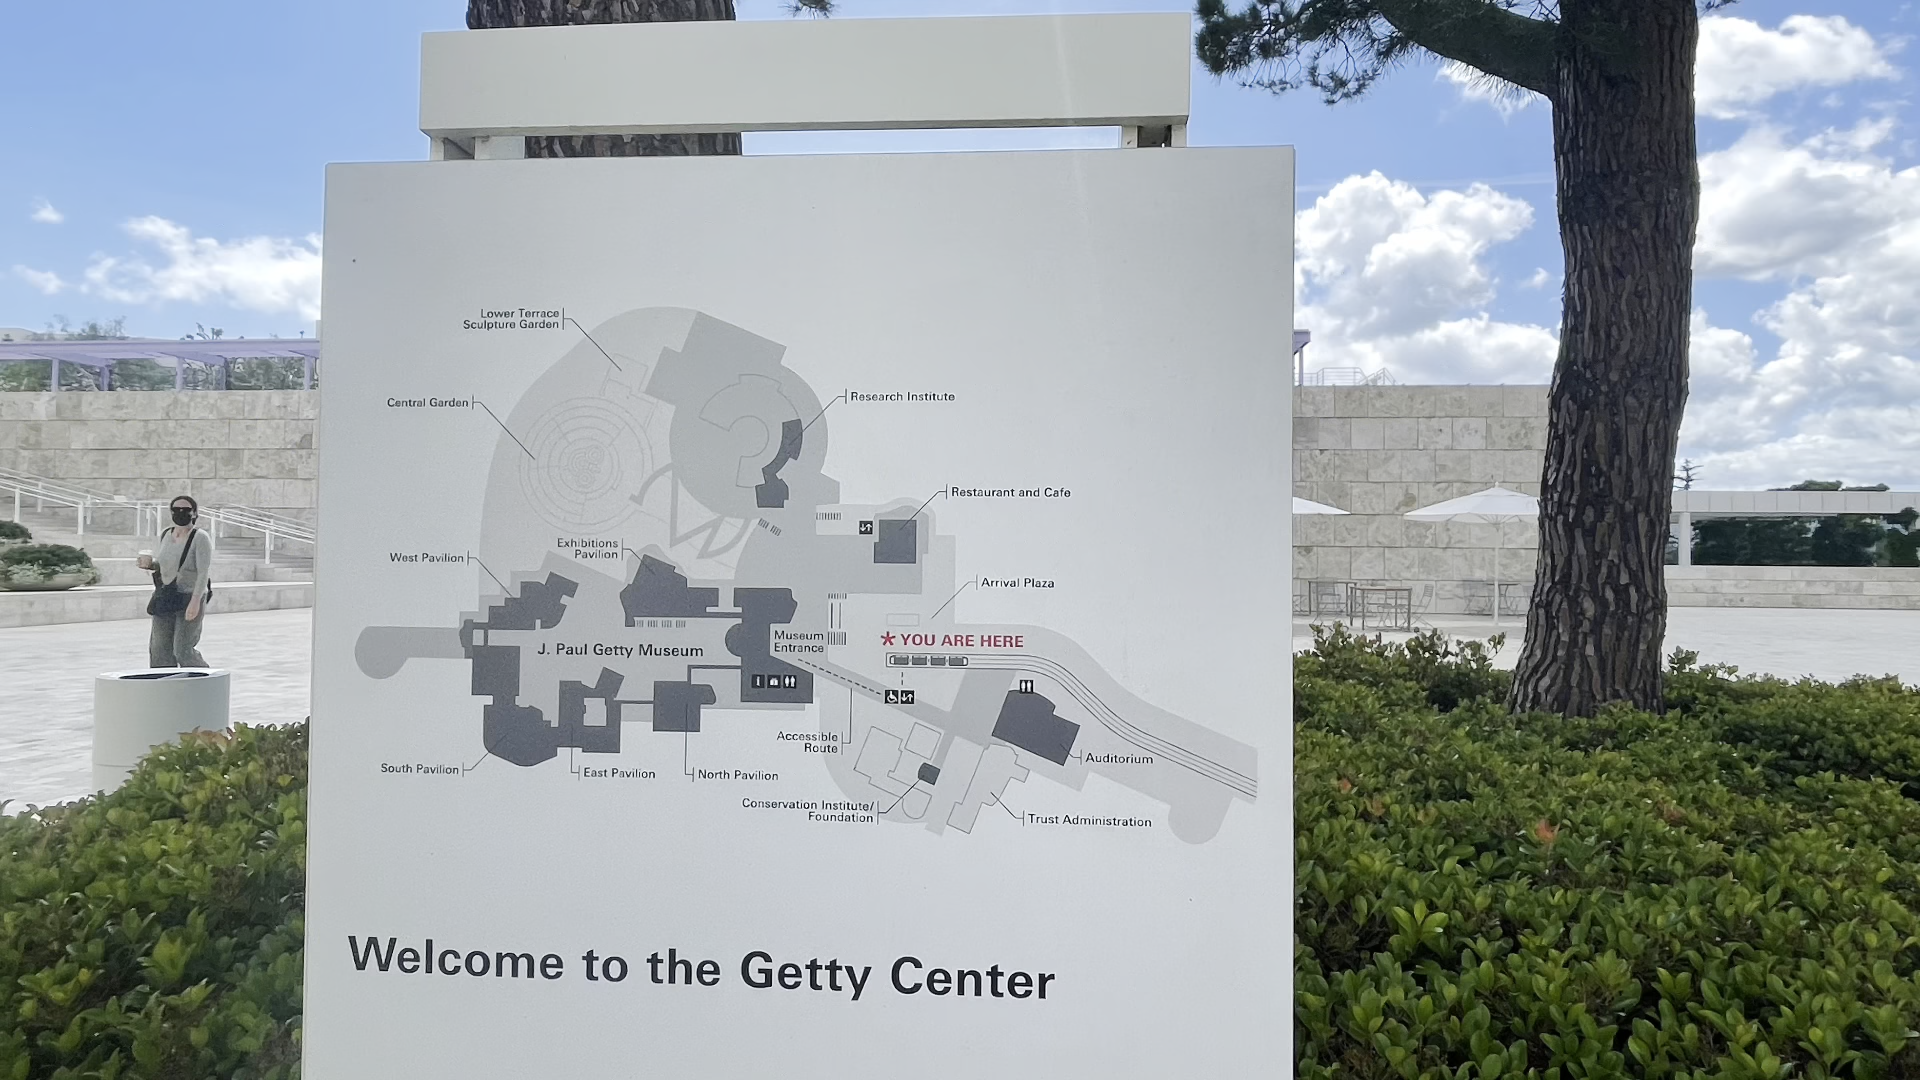 Lower Terrace
Sculpture Garden
Central Garden
Research Institute
Restaurant and Cafe
Exhibitions
Pavilion
West Pavilion
Arrival Plaza
Museum
Entrance
* YOU ARE HERE
J. Paul Getty Museum
Accessible
Route
Auditorium
South Pavilion
East Pavilion
North Pavilion
Conservation Institute/
Foundation
Trust Administration
Welcome to the Getty Center